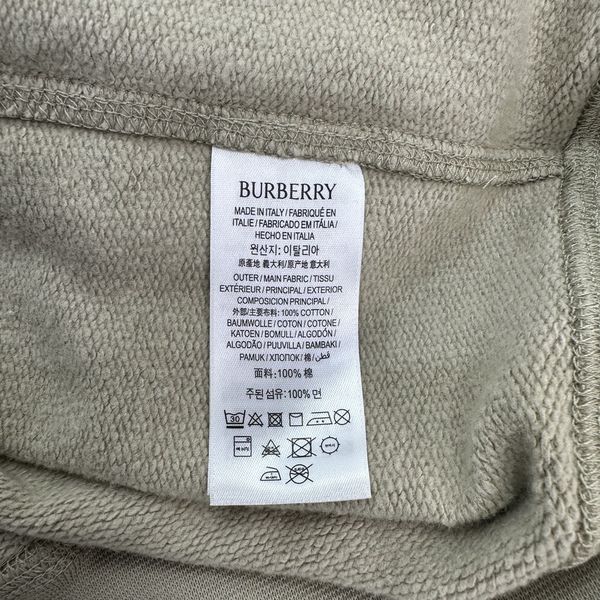 BURBERRY
MADE IN ITALY / FABRIQUÉ EN
ITALIE / FABRICADO EM ITÁLIA /
HECHO EN ITALIA
원산지: 이탈리아
原產地 義大利/原产地 意大利
OUTER / MAIN FABRIC / TISSU
EXTÉRIEUR / PRINCIPAL / EXTERIOR
COMPOSICION PRINCIPAL /
外部/主要布料: 100% COTTON /
BAUMWOLLE / COTON / COTONE /
KATOEN / BOMULL / ALGODÓN /
ALGODÃO / PUUVILLA / BAMBAKI /
PAMUK / ХЛОПОК / 棉 / قطن
面料:100% 棉
주된섬유:100% 면
30